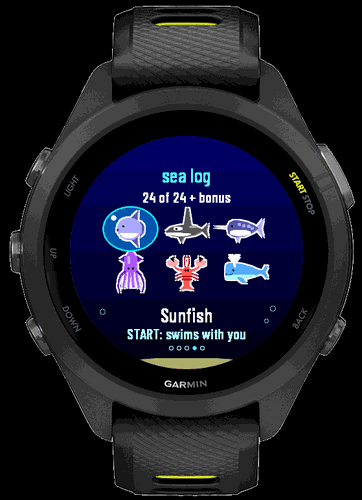 sea log
24 of 24 + bonus
LIGHT
START STOP
UP
DOWN
BACK
Sunfish
START: swims with you
GARMIN